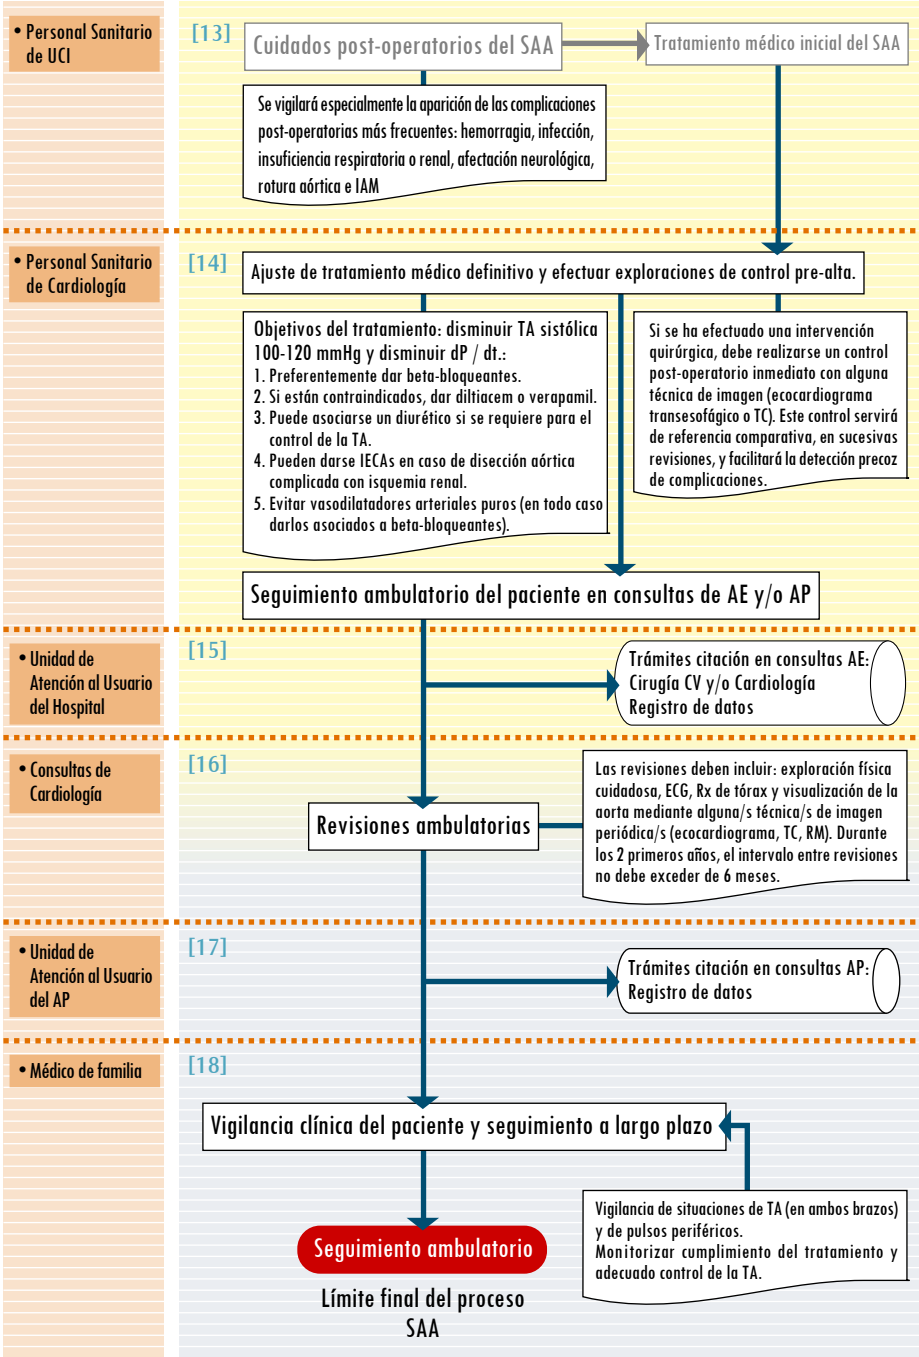 • Personal Sanitario
de UCI
[13]
Cuidados post-operatorios del SAA
Tratamiento médico inicial del SAA
Se vigilará especialmente la aparición de las complicaciones
post-operatorias más frecuentes: hemorragia, infección,
insuficiencia respiratoria o renal, afectación neurológica,
rotura aórtica e IAM
• Personal Sanitario
de Cardiología
[14]
Ajuste de tratamiento médico definitivo y efectuar exploraciones de control pre-alta.
Objetivos del tratamiento: disminuir TA sistólica
100-120 mmHg y disminuir dP / dt.:
1. Preferentemente dar beta-bloqueantes.
2. Si están contraindicados, dar diltiacem o verapamil.
3. Puede asociarse un diurético si se requiere para el
control de la TA.
4. Pueden darse IECAs en caso de disección aórtica
complicada con isquemia renal.
5. Evitar vasodilatadores arteriales puros (en todo caso
darlos asociados a beta-bloqueantes).
Si se ha efectuado una intervención
quirúrgica, debe realizarse un control
post-operatorio inmediato con alguna
técnica de imagen (ecocardiograma
transesofágico o TC). Este control servirá
de referencia comparativa, en sucesivas
revisiones, y facilitará la detección precoz
de complicaciones.
Seguimiento ambulatorio del paciente en consultas de AE y/o AP
• Unidad de
Atención al Usuario
del Hospital
[15]
Trámites citación en consultas AE:
Cirugía CV y/o Cardiología
Registro de datos
• Consultas de
Cardiología
[16]
Revisiones ambulatorias
Las revisiones deben incluir: exploración física
cuidadosa, ECG, Rx de tórax y visualización de la
aorta mediante alguna/s técnica/s de imagen
periódica/s (ecocardiograma, TC, RM). Durante
los 2 primeros años, el intervalo entre revisiones
no debe exceder de 6 meses.
• Unidad de
Atención al Usuario
del AP
[17]
Trámites citación en consultas AP:
Registro de datos
• Médico de familia
[18]
Vigilancia clínica del paciente y seguimiento a largo plazo
Vigilancia de situaciones de TA (en ambos brazos)
y de pulsos periféricos.
Monitorizar cumplimiento del tratamiento y
adecuado control de la TA.
Seguimiento ambulatorio
Límite final del proceso
SAA